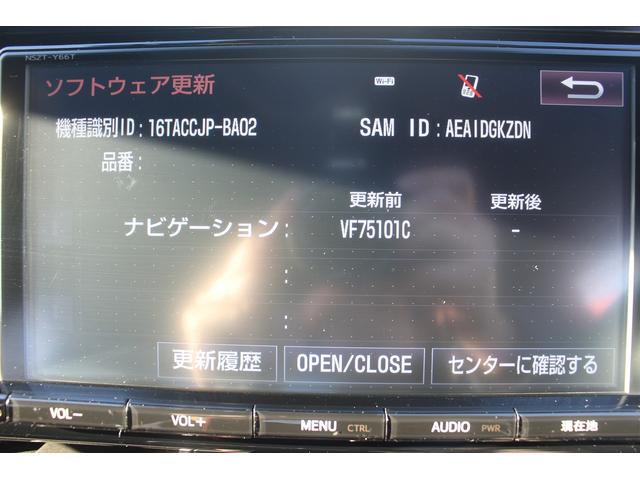 NSZT-Y66T
Wi-Fi
ソフトウェア更新
機種識別ID : 16TACCJP-BA02 SAM ID : AEAIDGKZDN
品番 :
更新前 更新後
ナビゲーション : VF75101C -
更新履歴 OPEN/CLOSE センターに確認する
VOL- VOL+ MENU CTRL AUDIO PWR 現在地